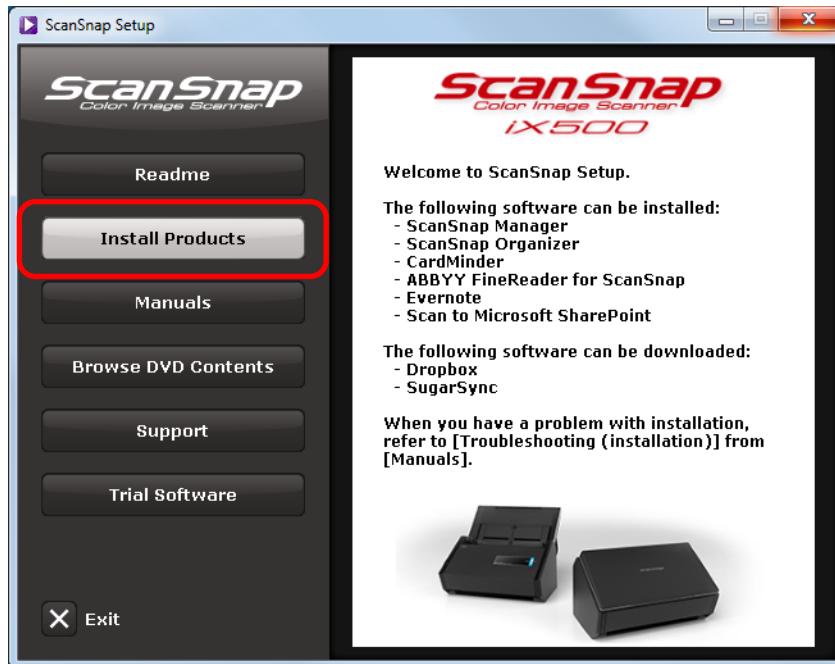 ScanSnap Setup
ScanSnap
Color Image Scanner
Readme
Install Products
Manuals
Browse DVD Contents
Support
Trial Software
Exit
ScanSnap
Color Image Scanner
iX500
Welcome to ScanSnap Setup.
The following software can be installed:
- ScanSnap Manager
- ScanSnap Organizer
- CardMinder
- ABBYY FineReader for ScanSnap
- Evernote
- Scan to Microsoft SharePoint
The following software can be downloaded:
- Dropbox
- SugarSync
When you have a problem with installation,
refer to [Troubleshooting (installation)] from
[Manuals].